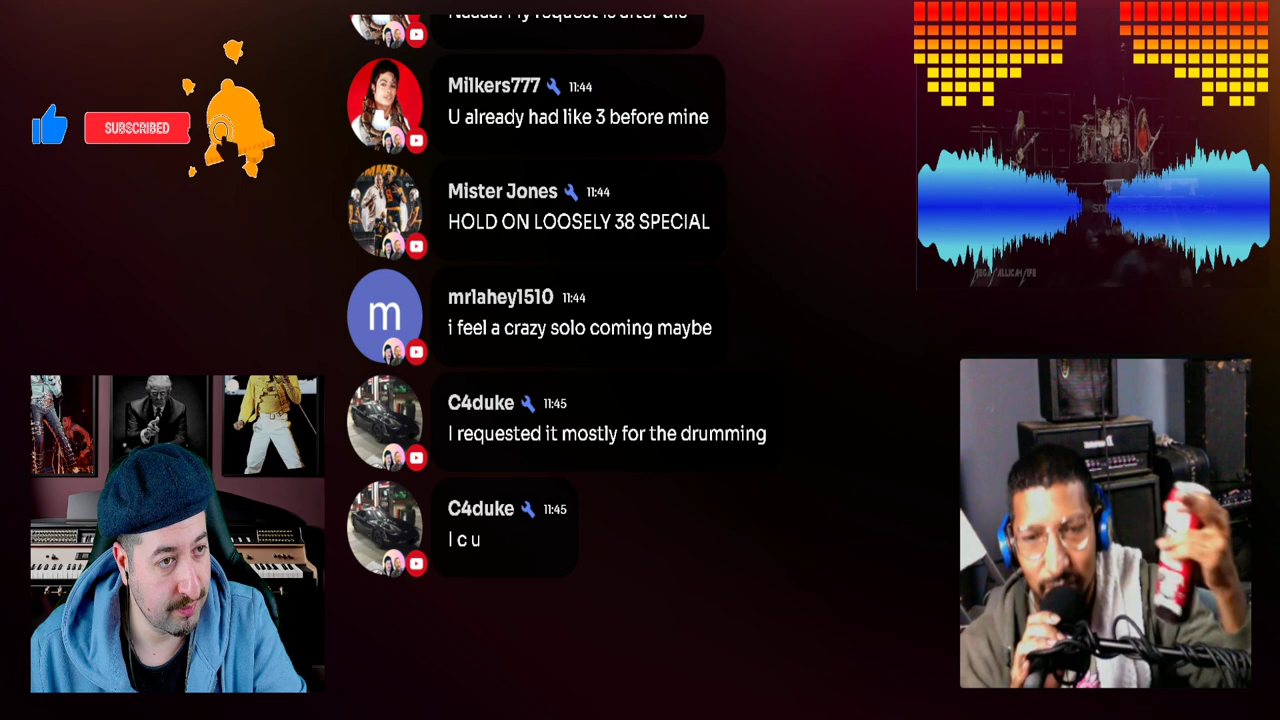 SUBSCRIBED
Milkers777 11:44
U already had like 3 before mine
Mister Jones 11:44
HOLD ON LOOSELY 38 SPECIAL
m
mrlahey1510 11:44
i feel a crazy solo coming maybe
C4duke 11:45
I requested it mostly for the drumming
C4duke 11:45
I c u